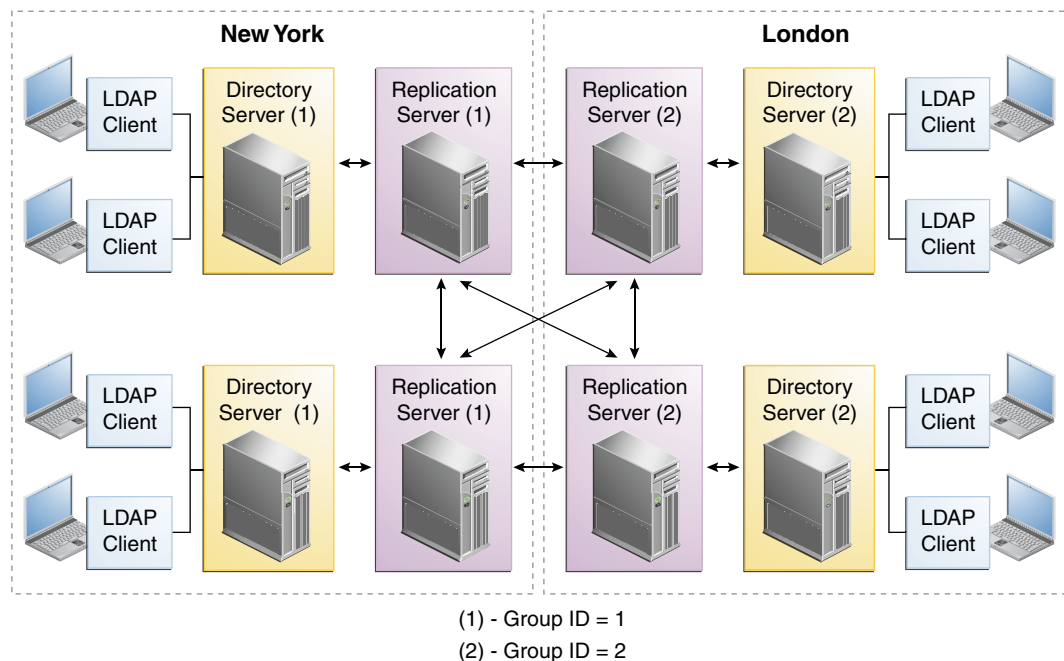 New York
London
LDAP
Client
Directory
Server (1)
Replication
Server (1)
Replication
Server (2)
Directory
Server (2)
LDAP
Client
LDAP
Client
LDAP
Client
LDAP
Client
Directory
Server (1)
Replication
Server (1)
Replication
Server (2)
Directory
Server (2)
LDAP
Client
LDAP
Client
LDAP
Client
(1) - Group ID = 1
(2) - Group ID = 2